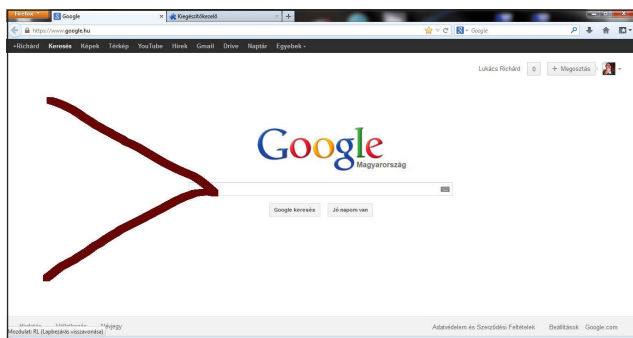 Firefox
Google
Kiegészítőkezelő
https://www.google.hu
Google
+Richárd Keresés Képek Térkép YouTube Hírek Gmail Drive Naptár Egyebek
Lukács Richárd 0 + Megosztás
Google
Magyarország
Google keresés Jó napom van
Névjegy Adatvédelem és Szerződési Feltételek Beállítások Google.com
Mozdulat: RL (Lapbezárás visszavonása)